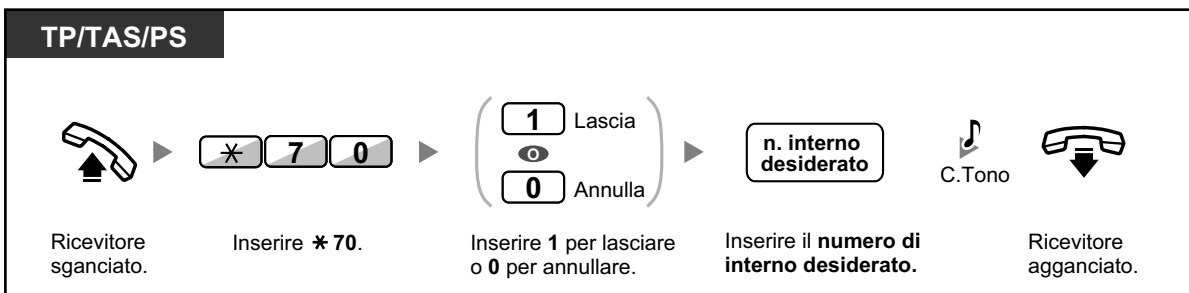 TP/TAS/PS
* 7 0
1 Lascia
o
0 Annulla
n. interno
desiderato
C.Tono
Ricevitore
sganciato.
Inserire * 70.
Inserire 1 per lasciare
o 0 per annullare.
Inserire il numero di
interno desiderato.
Ricevitore
agganciato.